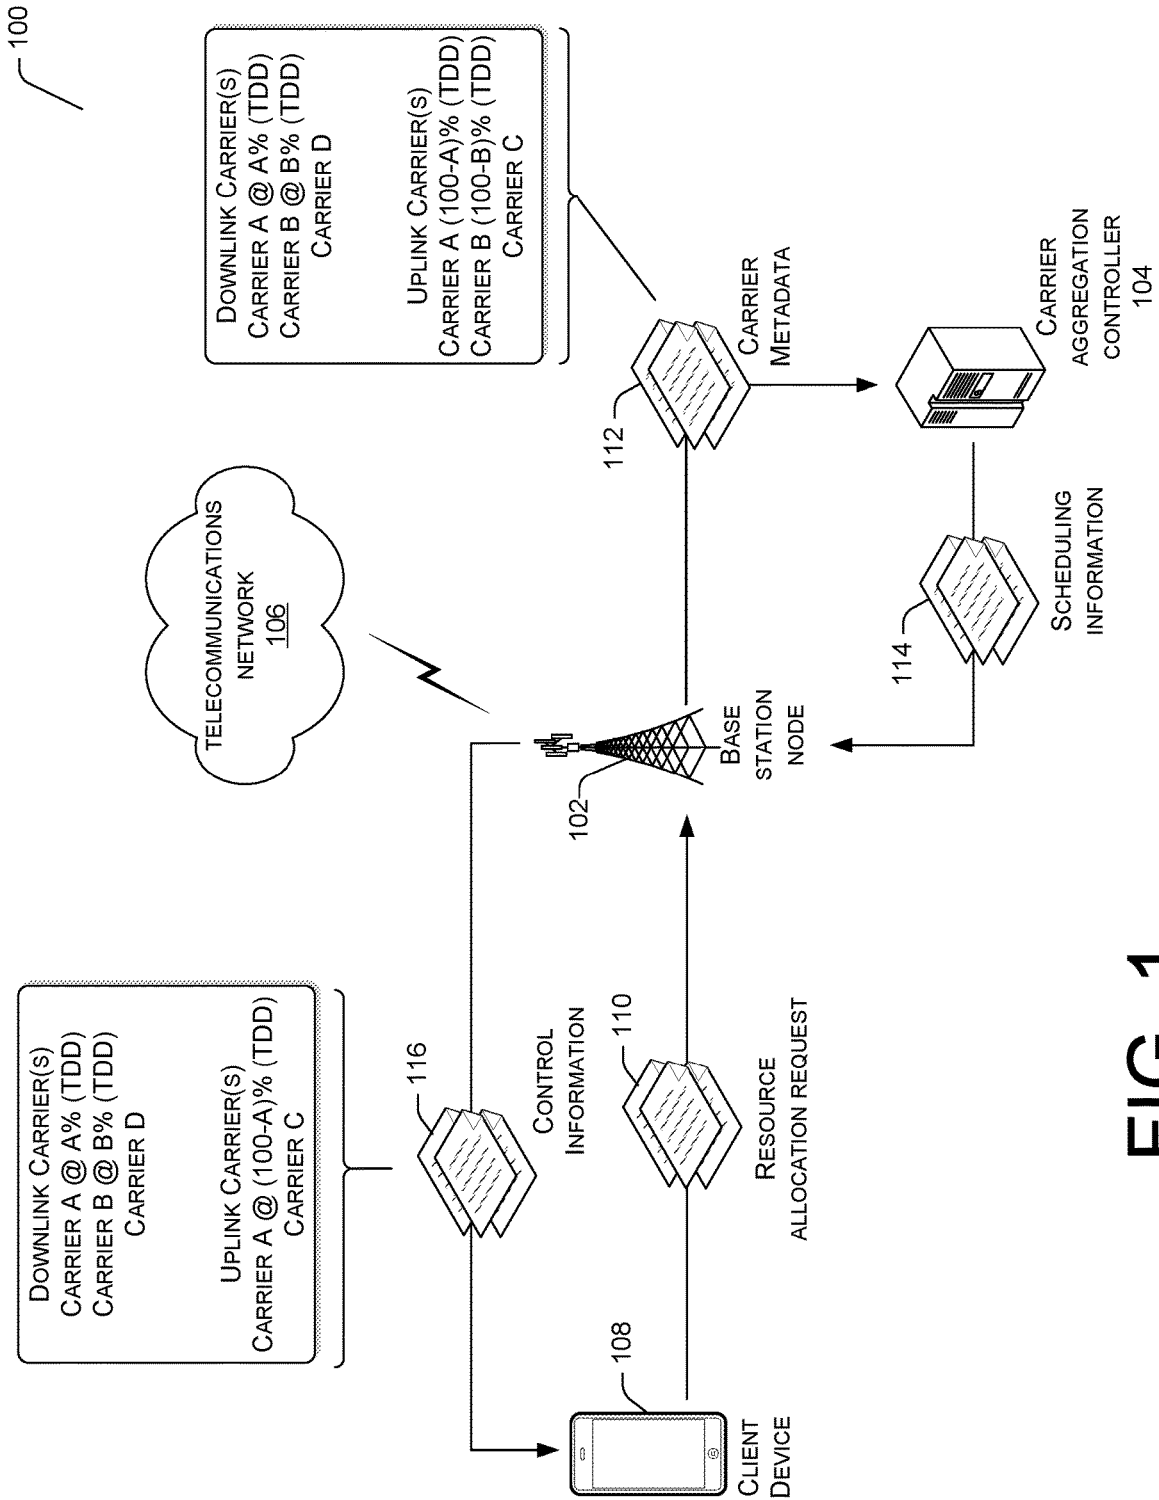 100
DOWNLINK CARRIER(S)
CARRIER A @ A% (TDD)
CARRIER B @ B% (TDD)
CARRIER D
UPLINK CARRIER(S)
CARRIER A @ (100-A)% (TDD)
CARRIER C
TELECOMMUNICATIONS
NETWORK
106
DOWNLINK CARRIER(S)
CARRIER A @ A% (TDD)
CARRIER B @ B% (TDD)
CARRIER D
UPLINK CARRIER(S)
CARRIER A (100-A)% (TDD)
CARRIER B (100-B)% (TDD)
CARRIER C
116
CONTROL
INFORMATION
108
CLIENT
DEVICE
110
RESOURCE
ALLOCATION REQUEST
102
BASE
STATION
NODE
112
CARRIER
METADATA
114
SCHEDULING
INFORMATION
CARRIER
AGGREGATION
CONTROLLER
104
FIG. 1